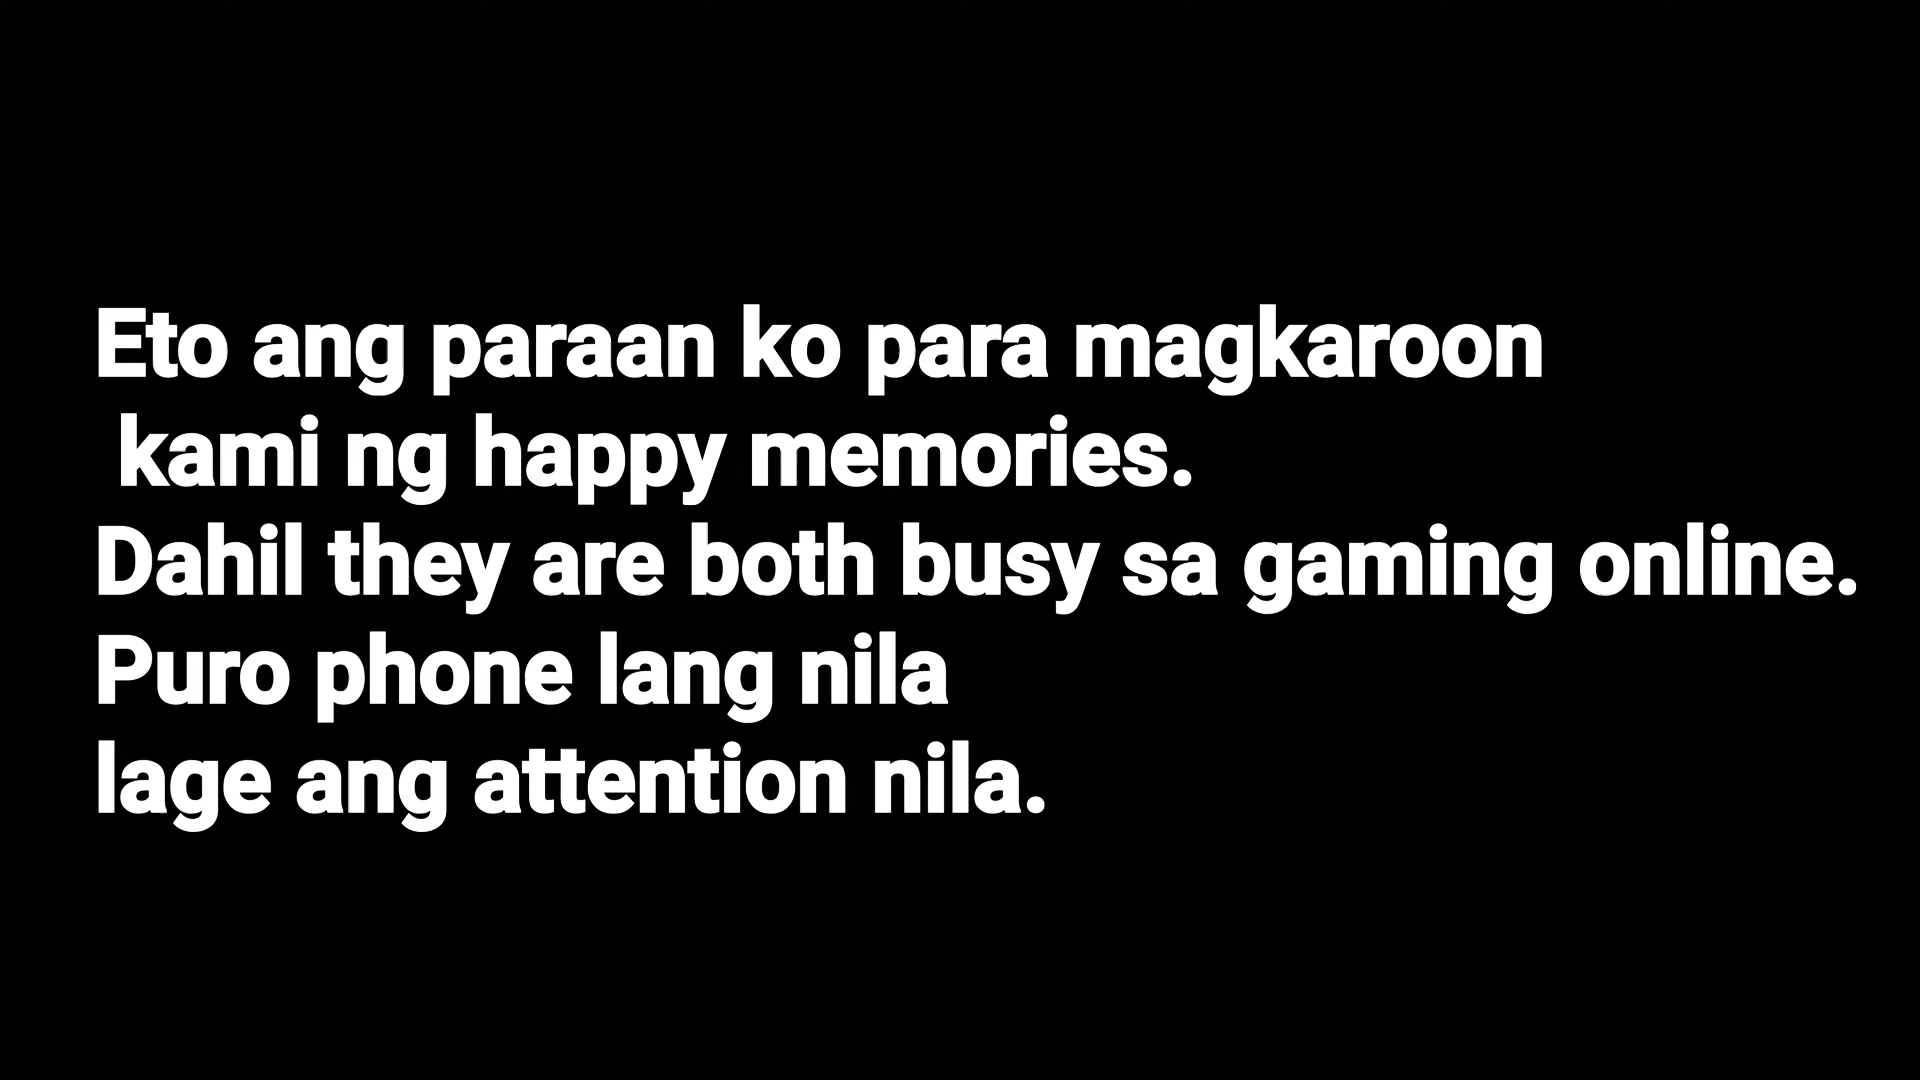 Eto ang paraan ko para magkaroon
kami ng happy memories.
Dahil they are both busy sa gaming online.
Puro phone lang nila
lage ang attention nila.